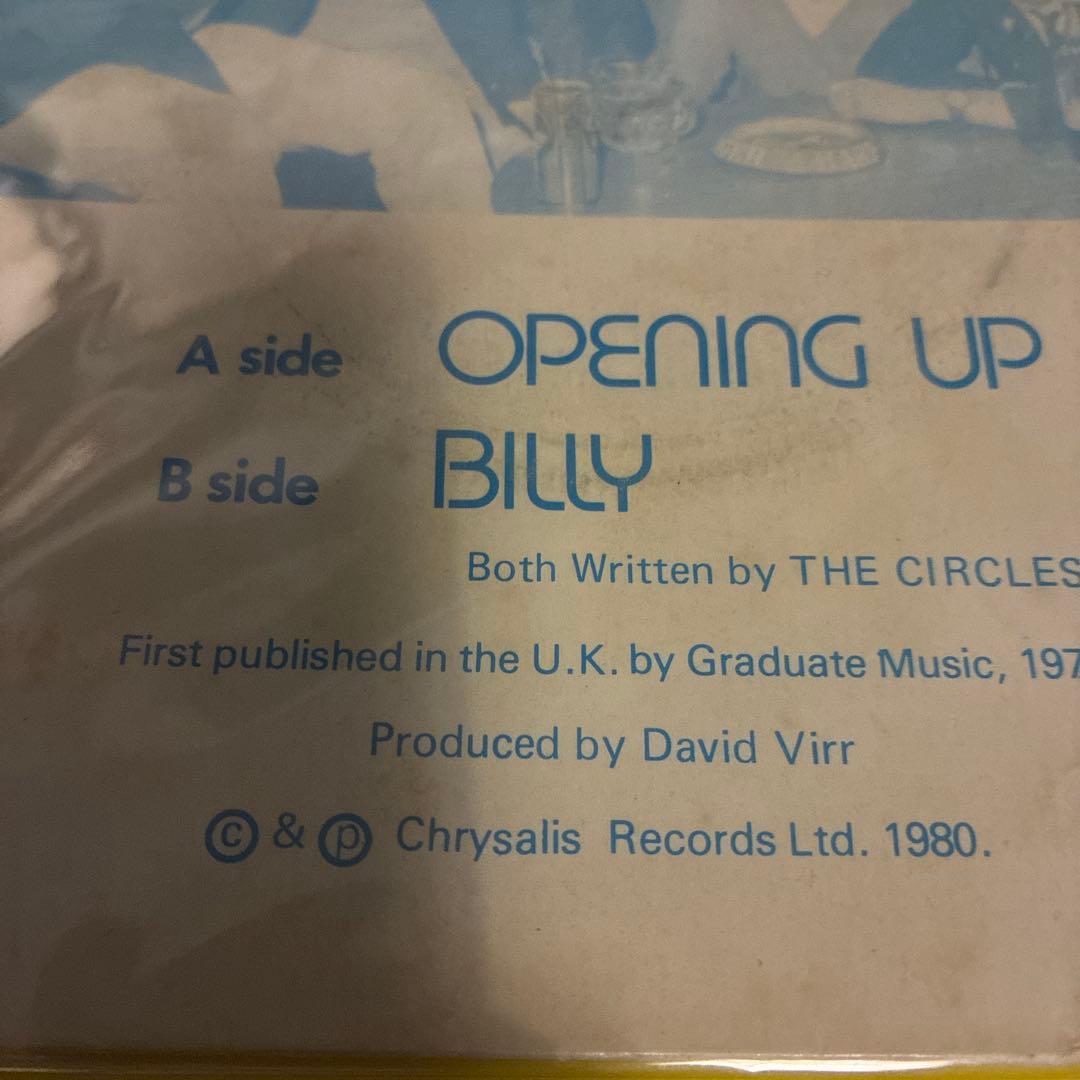 A side OPENING UP
B side BILLY
Both Written by THE CIRCLES
First published in the U.K. by Graduate Music, 197
Produced by David Virr
© & ℗ Chrysalis Records Ltd. 1980.